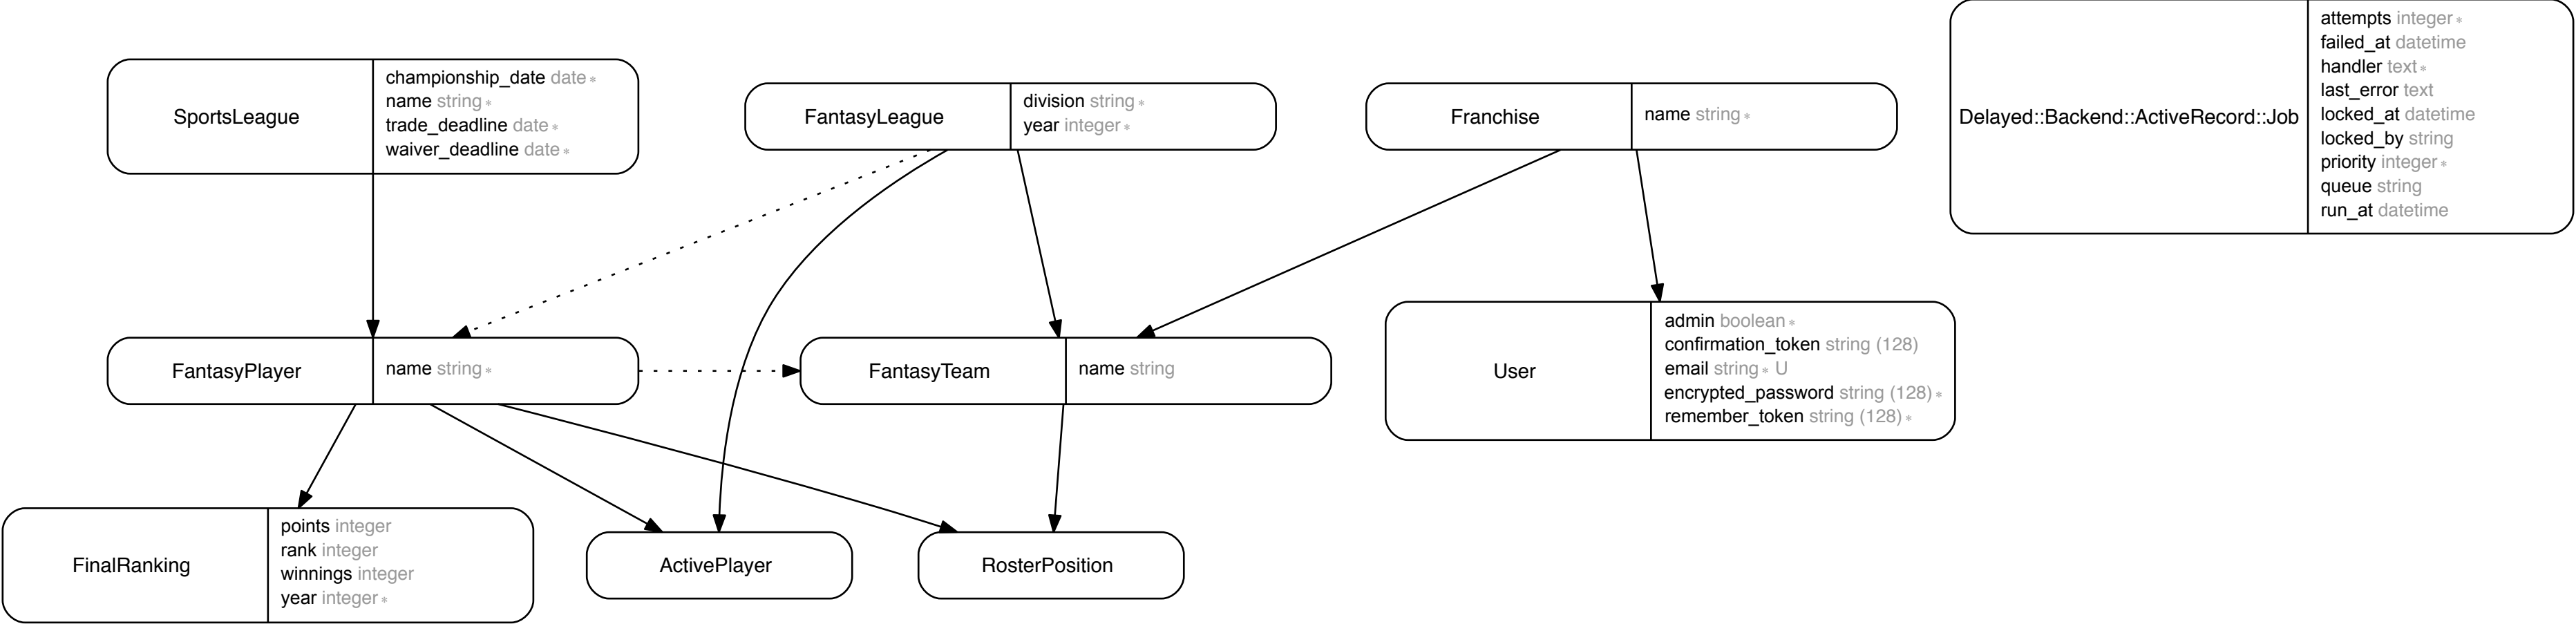 SportsLeague
championship_date date *
name string *
trade_deadline date *
waiver_deadline date *
FantasyLeague
division string *
year integer *
Franchise
name string *
Delayed::Backend::ActiveRecord::Job
attempts integer *
failed_at datetime
handler text *
last_error text
locked_at datetime
locked_by string
priority integer *
queue string
run_at datetime
FantasyPlayer
name string *
FantasyTeam
name string
User
admin boolean *
confirmation_token string (128)
email string * U
encrypted_password string (128) *
remember_token string (128) *
FinalRanking
points integer
rank integer
winnings integer
year integer *
ActivePlayer
RosterPosition